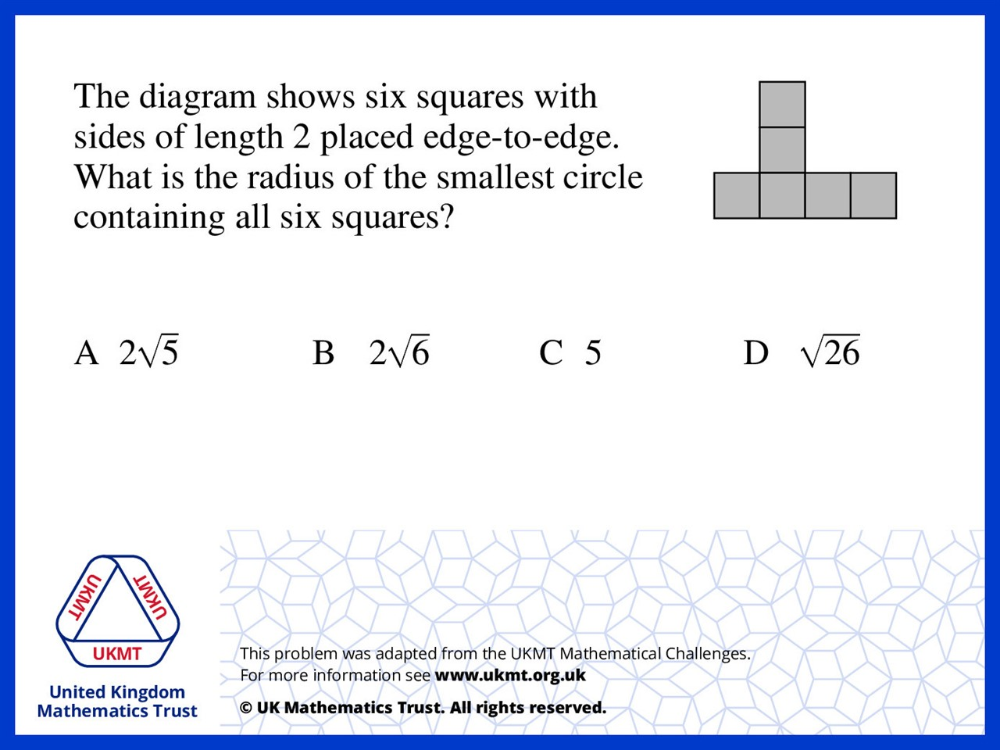 The diagram shows six squares with
sides of length 2 placed edge-to-edge.
What is the radius of the smallest circle
containing all six squares?
A 2√5 B 2√6 C 5 D √26
UKMT UKMT
UKMT
United Kingdom
Mathematics Trust
This problem was adapted from the UKMT Mathematical Challenges.
For more information see www.ukmt.org.uk
© UK Mathematics Trust. All rights reserved.